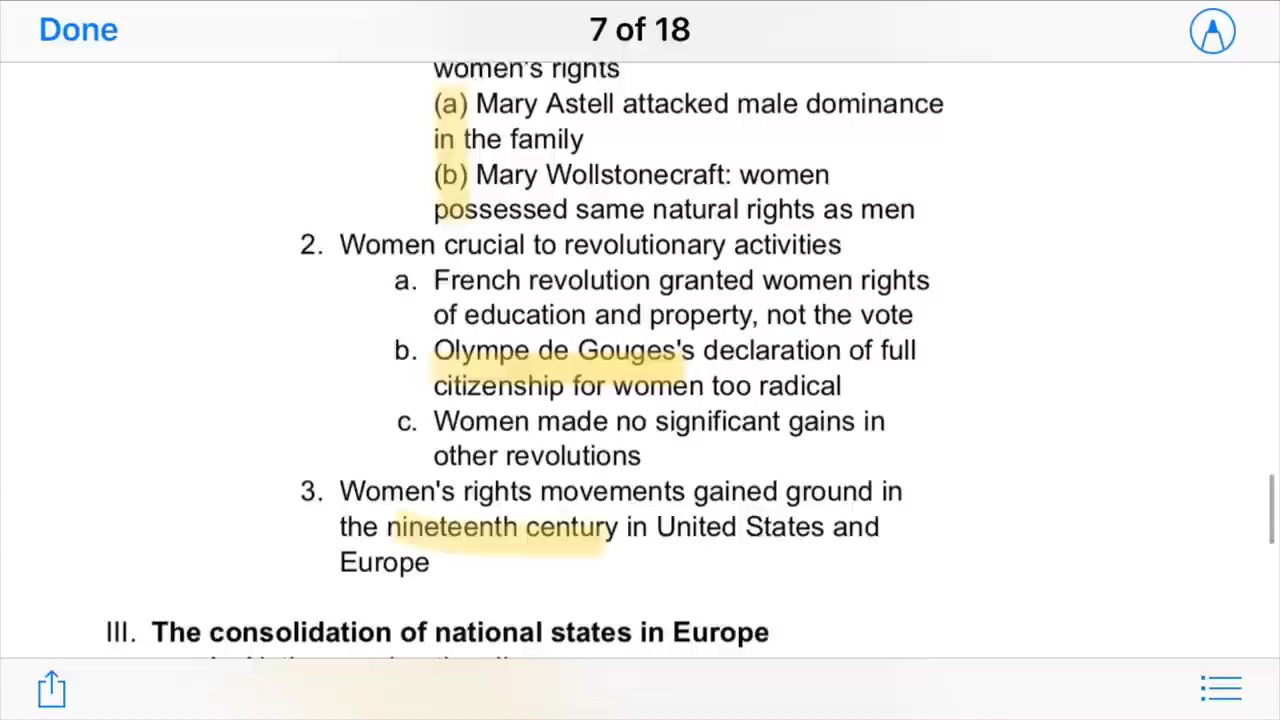 Done
7 of 18
women's rights
(a) Mary Astell attacked male dominance
in the family
(b) Mary Wollstonecraft: women
possessed same natural rights as men
2. Women crucial to revolutionary activities
a. French revolution granted women rights
of education and property, not the vote
b. Olympe de Gouges's declaration of full
citizenship for women too radical
c. Women made no significant gains in
other revolutions
3. Women's rights movements gained ground in
the nineteenth century in United States and
Europe
III. The consolidation of national states in Europe